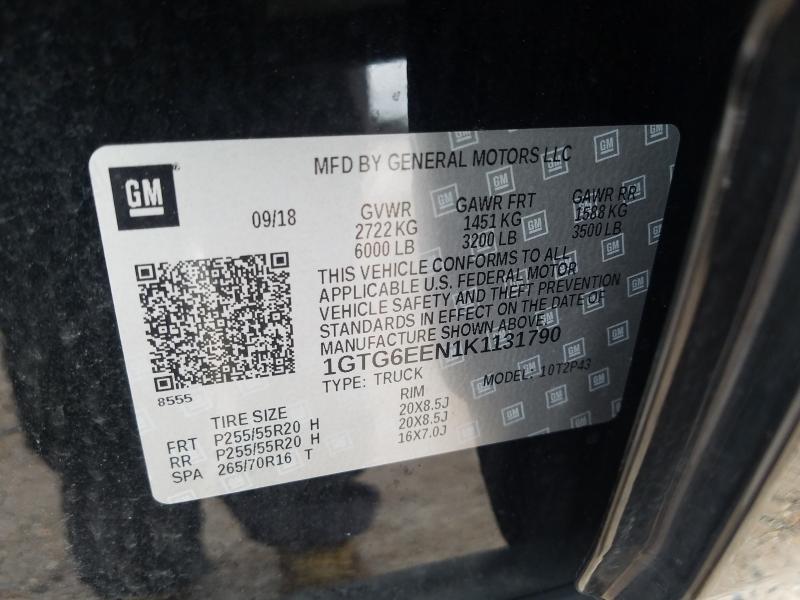 GM
MFD BY GENERAL MOTORS LLC
09/18
GVWR
2722 KG
6000 LB
GAWR FRT
1451 KG
3200 LB
GAWR RR
1588 KG
3500 LB
THIS VEHICLE CONFORMS TO ALL
APPLICABLE U.S. FEDERAL MOTOR
VEHICLE SAFETY AND THEFT PREVENTION
STANDARDS IN EFFECT ON THE DATE OF
MANUFACTURE SHOWN ABOVE.
1GTG6EEN1K1131790
TYPE: TRUCK MODEL: 10T2P43
8555
TIRE SIZE RIM
FRT P255/55R20 H 20X8.5J
RR P255/55R20 H 20X8.5J
SPA 265/70R16 T 16X7.0J